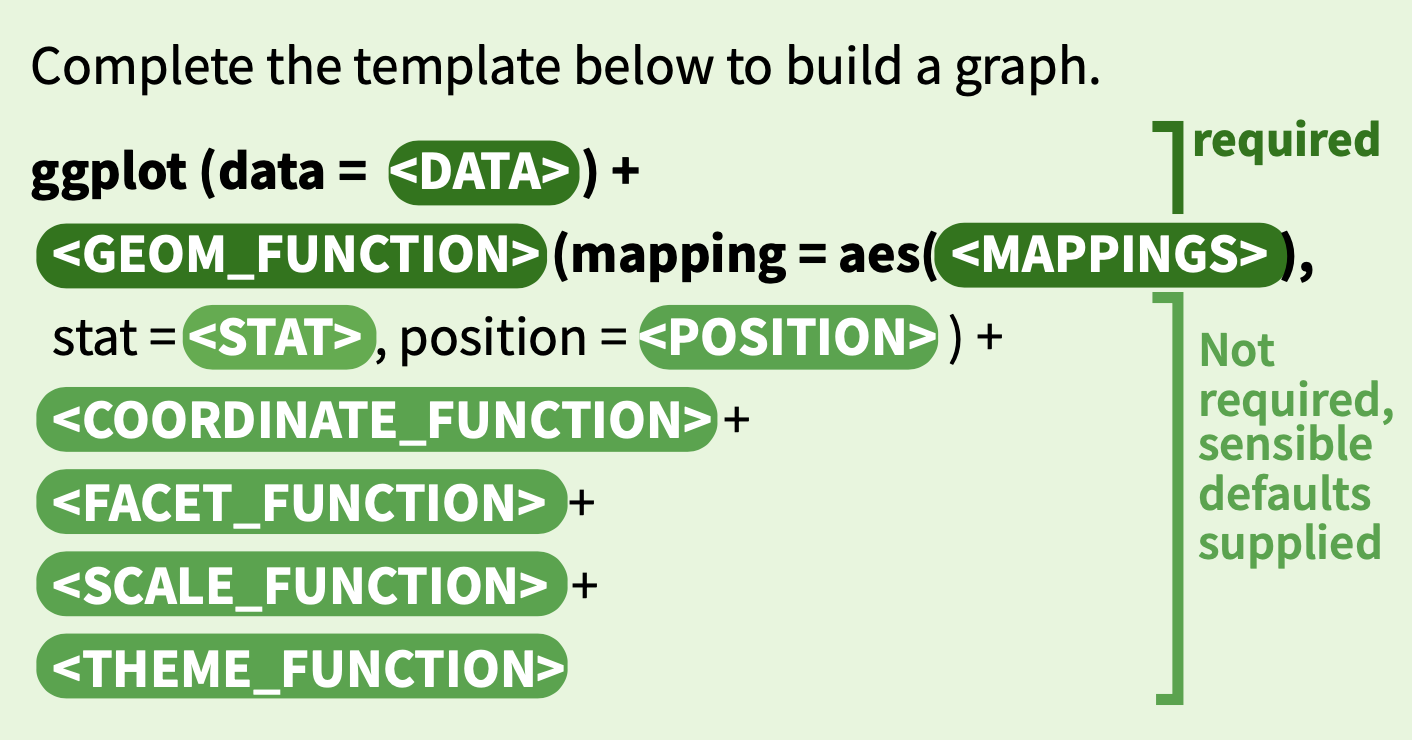 Complete the template below to build a graph.
required
ggplot (data = <DATA>) +
<GEOM_FUNCTION>(mapping = aes(<MAPPINGS>),
stat = <STAT>, position = <POSITION>) +
<COORDINATE_FUNCTION> +
<FACET_FUNCTION> +
<SCALE_FUNCTION> +
<THEME_FUNCTION>
Not
required,
sensible
defaults
supplied